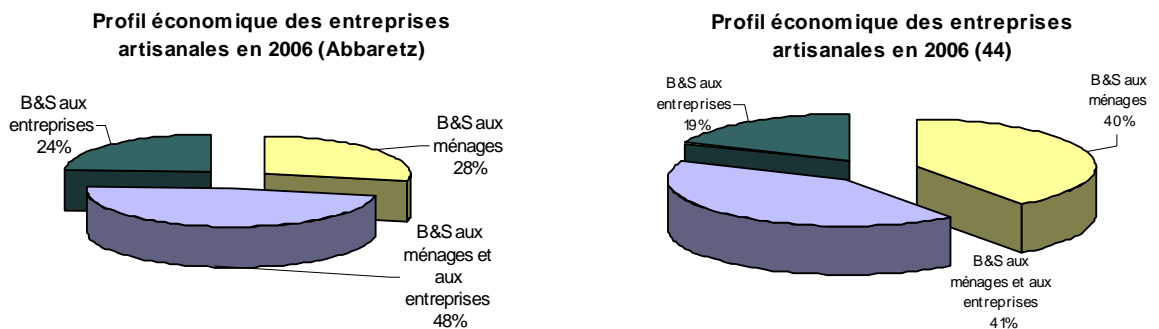 Profil économique des entreprises
artisanales en 2006 (Abbaretz)
B&S aux
entreprises
24%
B&S aux
ménages
28%
B&S aux
ménages et
aux
entreprises
48%
Profil économique des entreprises
artisanales en 2006 (44)
B&S aux
entreprises
19%
B&S aux
ménages
40%
B&S aux
ménages et aux
entreprises
41%